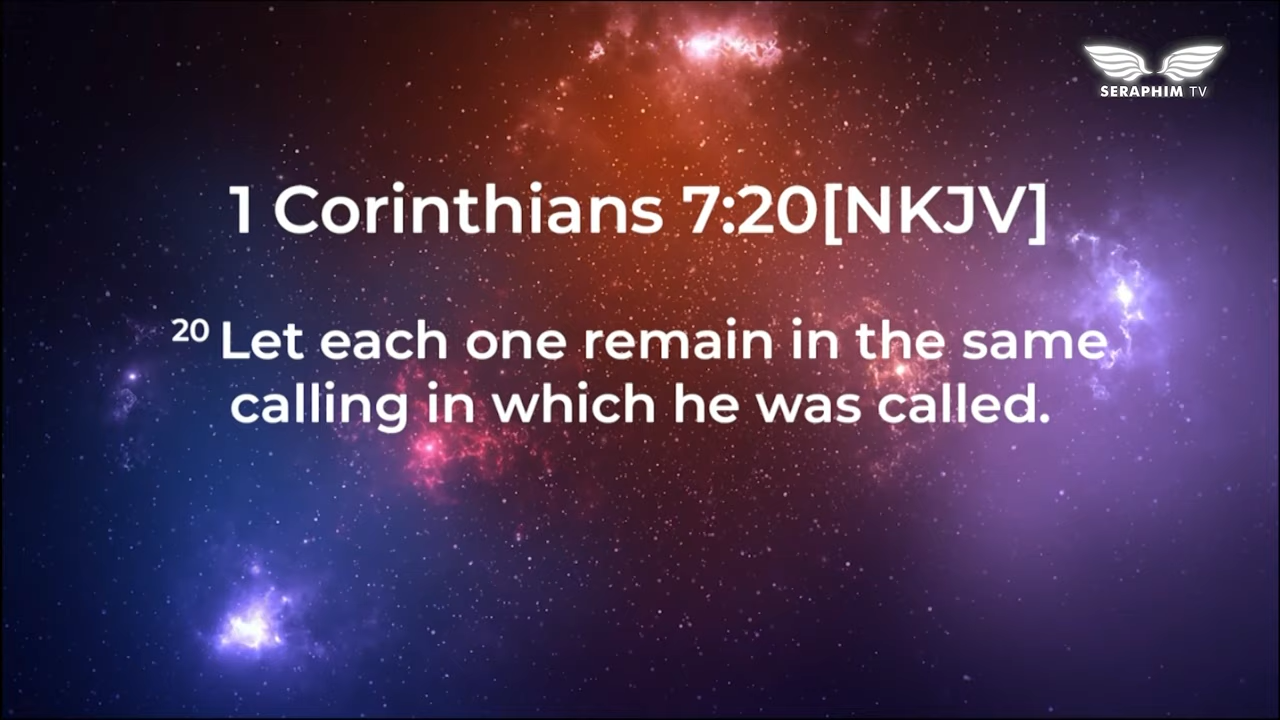 SERAPHIM TV
1 Corinthians 7:20[NKJV]
20 Let each one remain in the same
calling in which he was called.